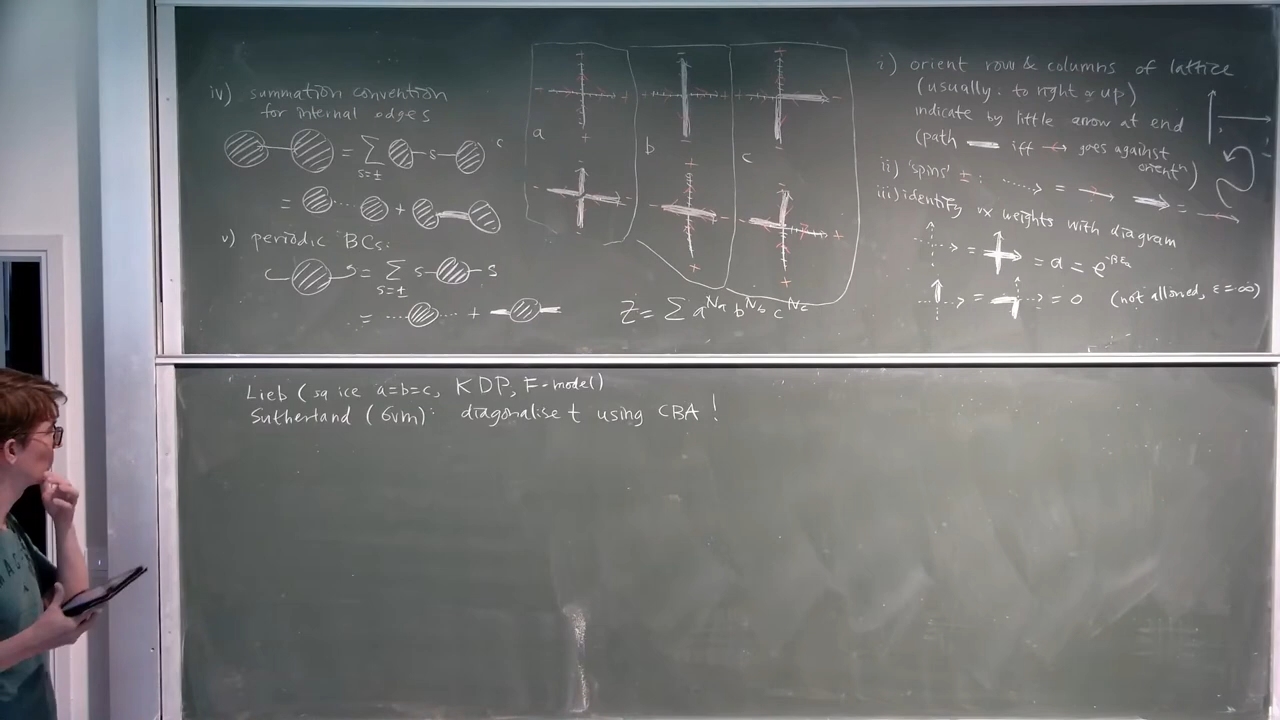 iv) summation convention
for internal edges
= Σ s=± s
= +
v) periodic BCs:
= Σ s=± s s
= +
a
b
c
c
Z = Σ a^Na b^Nb c^Nc
i) orient row & columns of lattice
(usually: to right & up)
indicate by little arrow at end
(path iff goes against
orient^n)
ii) 'spins' ±: = =
iii) identify vx weights with diagram
= = a = e^-βεa
= = 0 (not allowed, ε=∞)
Lieb (sq ice a=b=c, KDP, F-model)
Sutherland (6vm): diagonalise t using CBA!